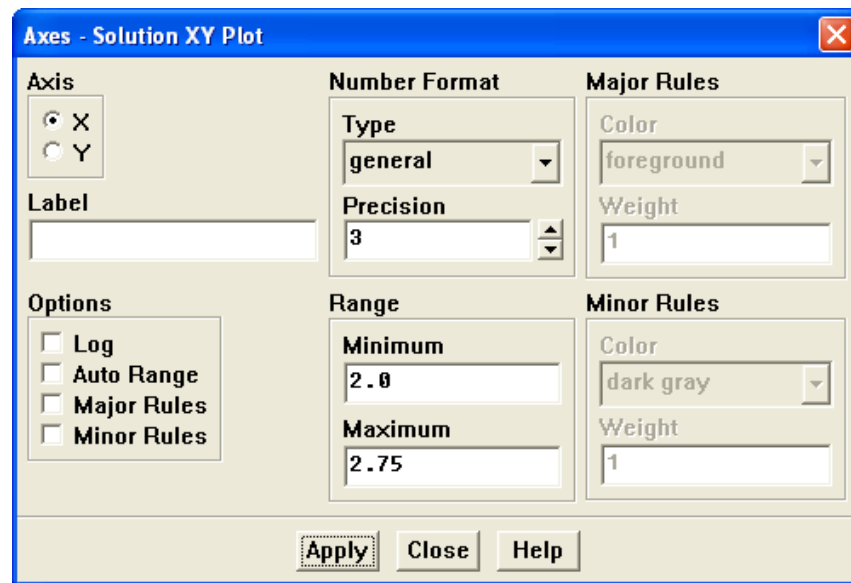 Axes - Solution XY Plot
Axis
X
Y
Label
Options
Log
Auto Range
Major Rules
Minor Rules
Number Format
Type
general
Precision
3
Range
Minimum
2.0
Maximum
2.75
Major Rules
Color
foreground
Weight
1
Minor Rules
Color
dark gray
Weight
1
Apply Close Help